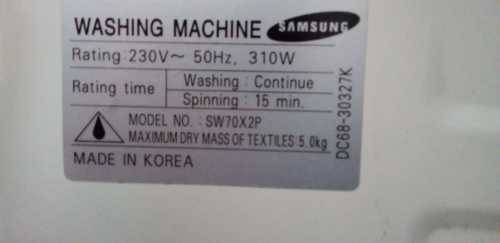 WASHING MACHINE SAMSUNG
Rating : 230V~ 50Hz, 310W
Rating time Washing : Continue
Spinning : 15 min.
MODEL NO. : SW70X2P
MAXIMUM DRY MASS OF TEXTILES 5.0kg
MADE IN KOREA
DC68-30327K